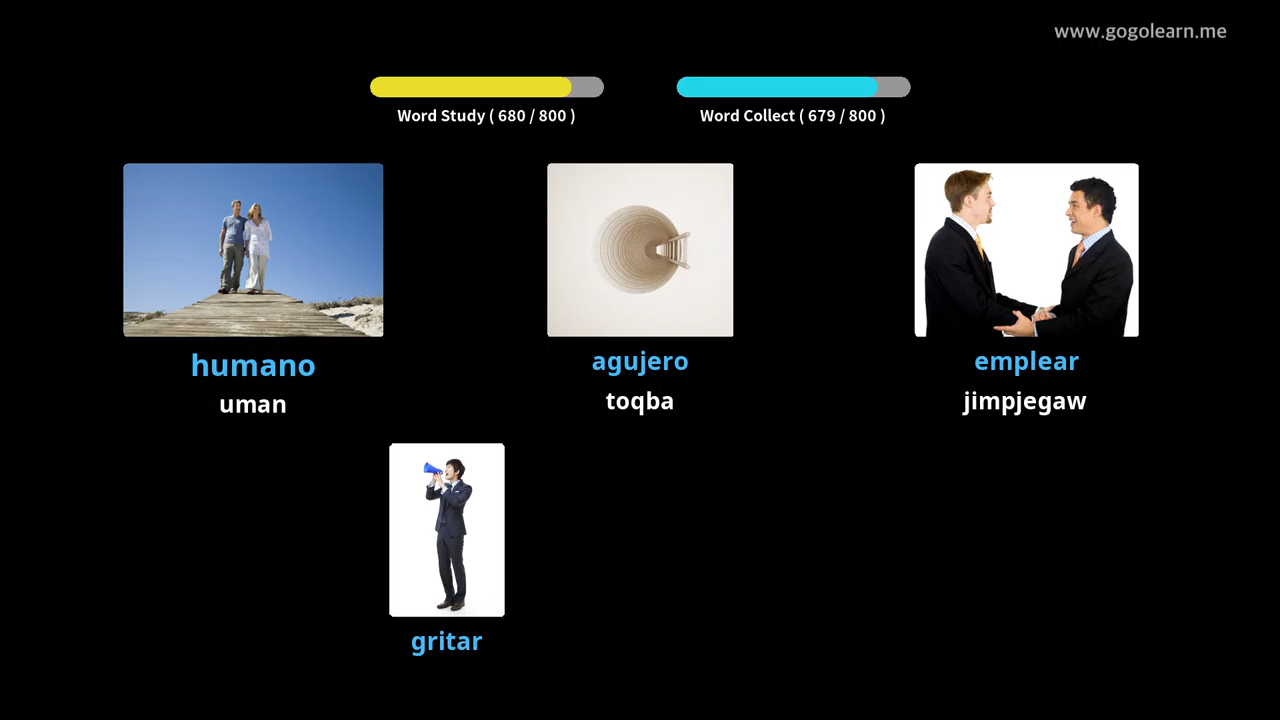 www.gogolearn.me
Word Study ( 680 / 800 )
Word Collect ( 679 / 800 )
humano
uman
agujero
toqba
emplear
jimpjegaw
gritar